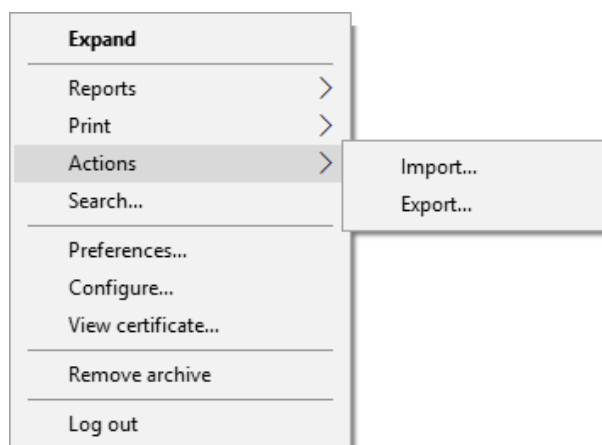 Expand
Reports
Print
Actions
Import...
Export...
Search...
Preferences...
Configure...
View certificate...
Remove archive
Log out